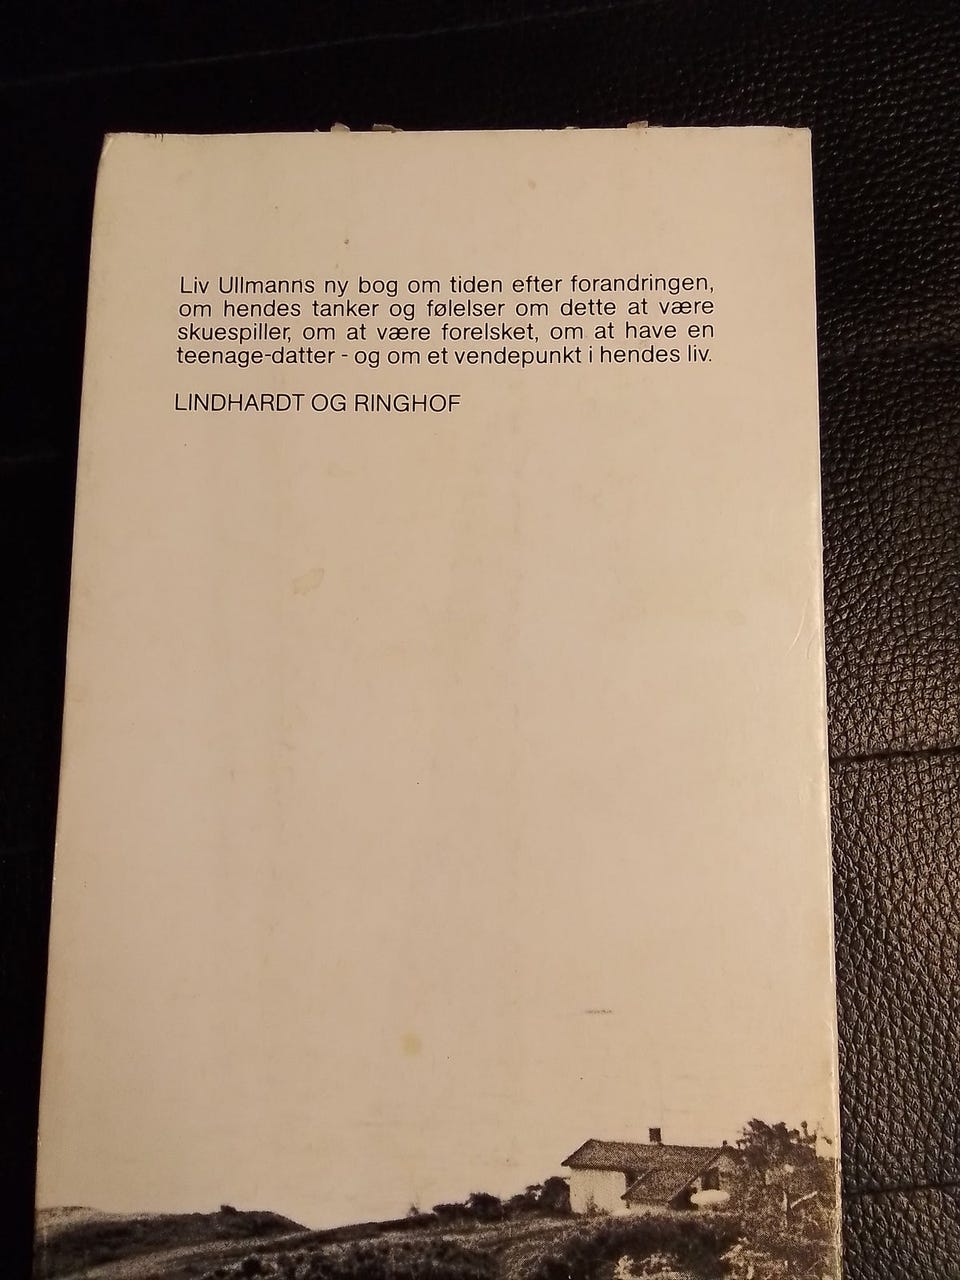 Liv Ullmanns ny bog om tiden efter forandringen,
om hendes tanker og følelser om dette at være
skuespiller, om at være forelsket, om at have en
teenage-datter - og om et vendepunkt i hendes liv.
LINDHARDT OG RINGHOF